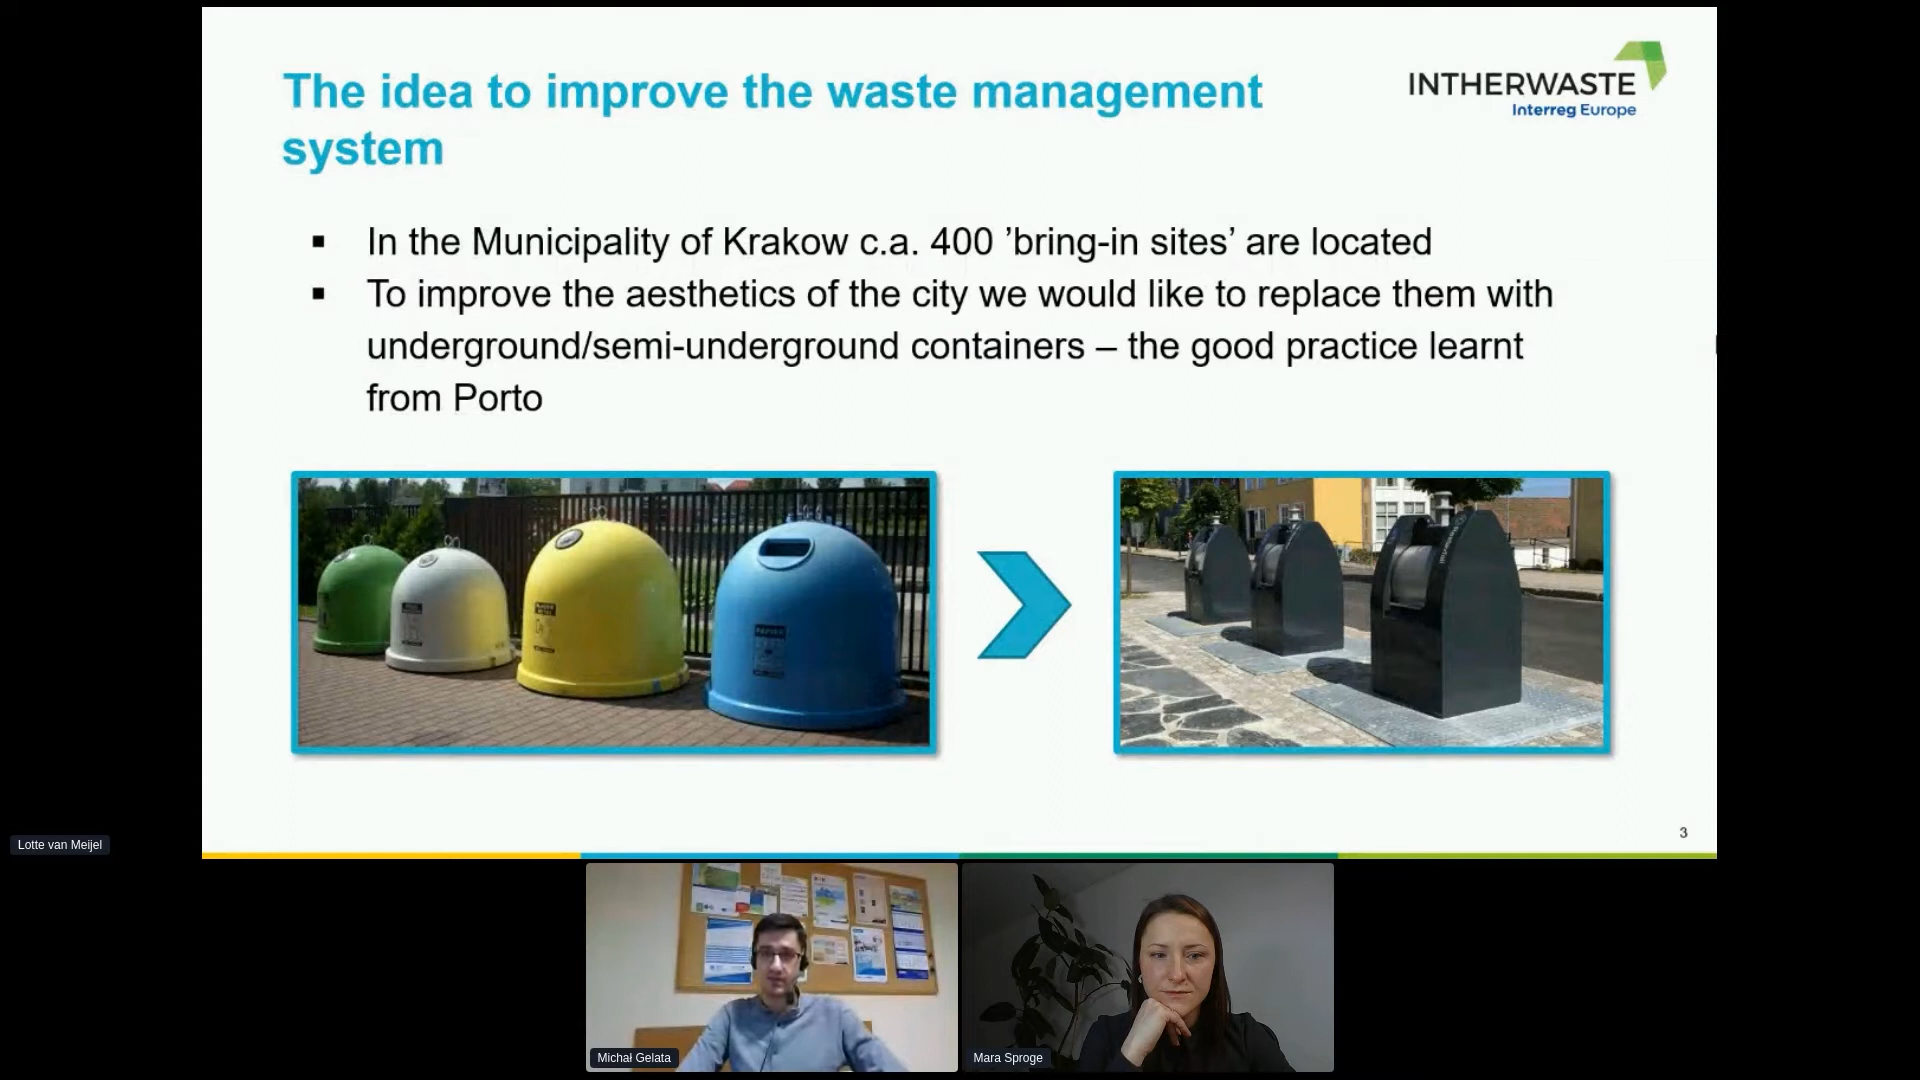 The idea to improve the waste management
system
INTHERWASTE
Interreg Europe
▪ In the Municipality of Krakow c.a. 400 ’bring-in sites’ are located
▪ To improve the aesthetics of the city we would like to replace them with
underground/semi-underground containers – the good practice learnt
from Porto
3
Lotte van Meijel
Michał Gelata
Mara Sproge